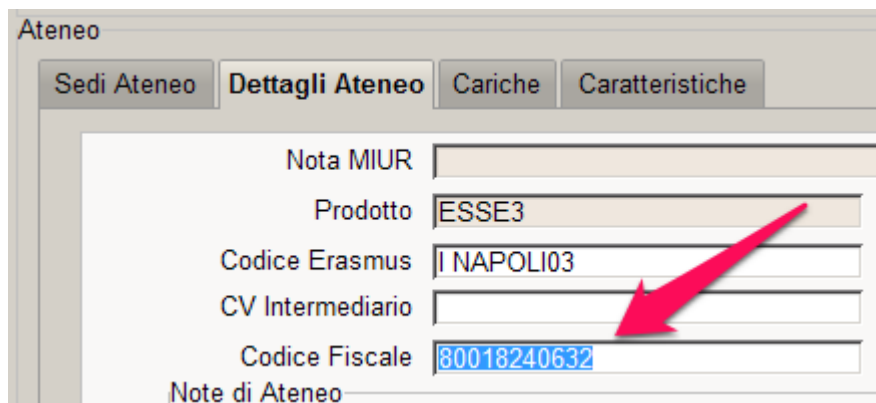 Ateneo
Sedi Ateneo Dettagli Ateneo Cariche Caratteristiche
Nota MIUR
Prodotto ESSE3
Codice Erasmus I NAPOLI03
CV Intermediario
Codice Fiscale 80018240632
Note di Ateneo